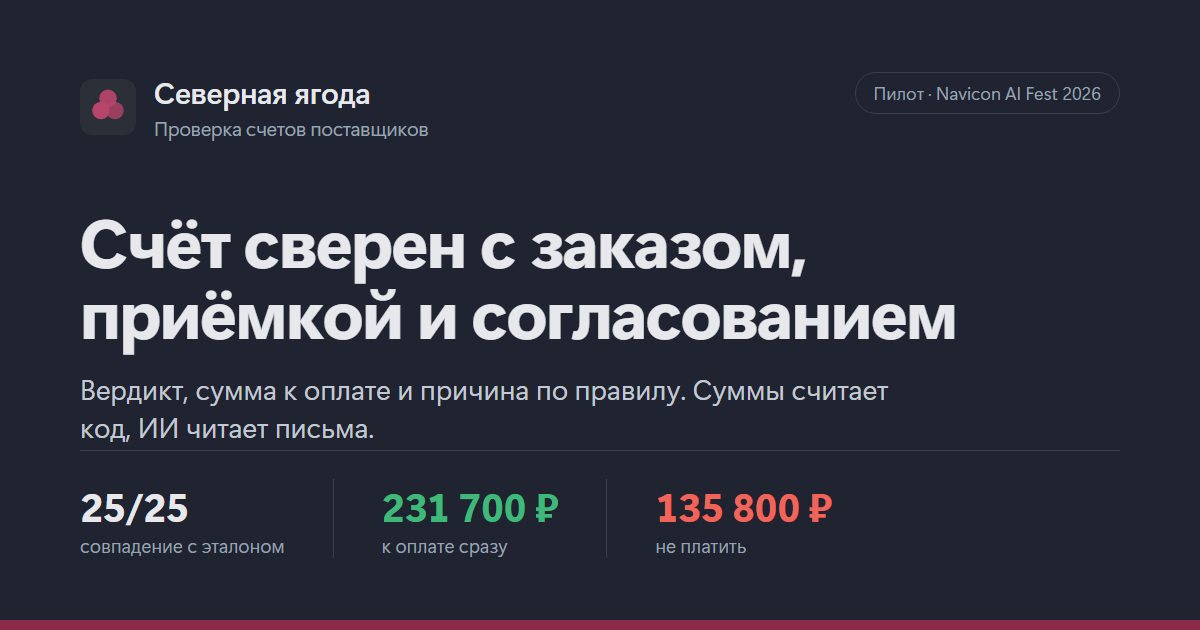 Северная ягода
Проверка счетов поставщиков
Пилот · Navicon AI Fest 2026
Счёт сверен с заказом,
приёмкой и согласованием
Вердикт, сумма к оплате и причина по правилу. Суммы считает
код, ИИ читает письма.
25/25
совпадение с эталоном
231 700 ₽
к оплате сразу
135 800 ₽
не платить